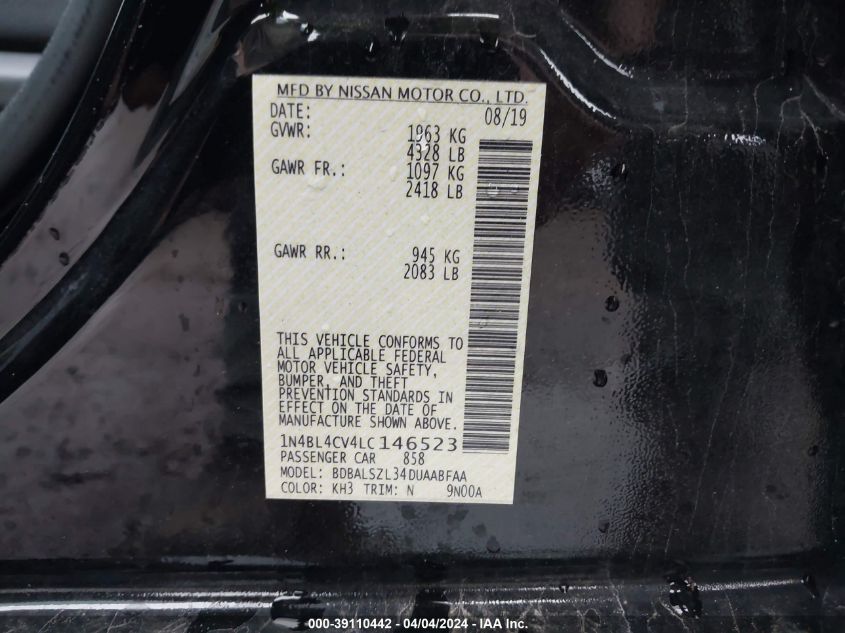 MFD BY NISSAN MOTOR CO., LTD.
DATE: 08/19
GVWR: 1963 KG
4328 LB
GAWR FR.: 1097 KG
2418 LB
GAWR RR.: 945 KG
2083 LB
THIS VEHICLE CONFORMS TO
ALL APPLICABLE FEDERAL
MOTOR VEHICLE SAFETY,
BUMPER, AND THEFT
PREVENTION STANDARDS IN
EFFECT ON THE DATE OF
MANUFACTURE SHOWN ABOVE.
1N4BL4CV4LC146523
PASSENGER CAR 858
MODEL: BDBALSZL34DUAABFAA
COLOR: KH3 TRIM: N 9N00A
000-39110442 - 04/04/2024 - IAA Inc.